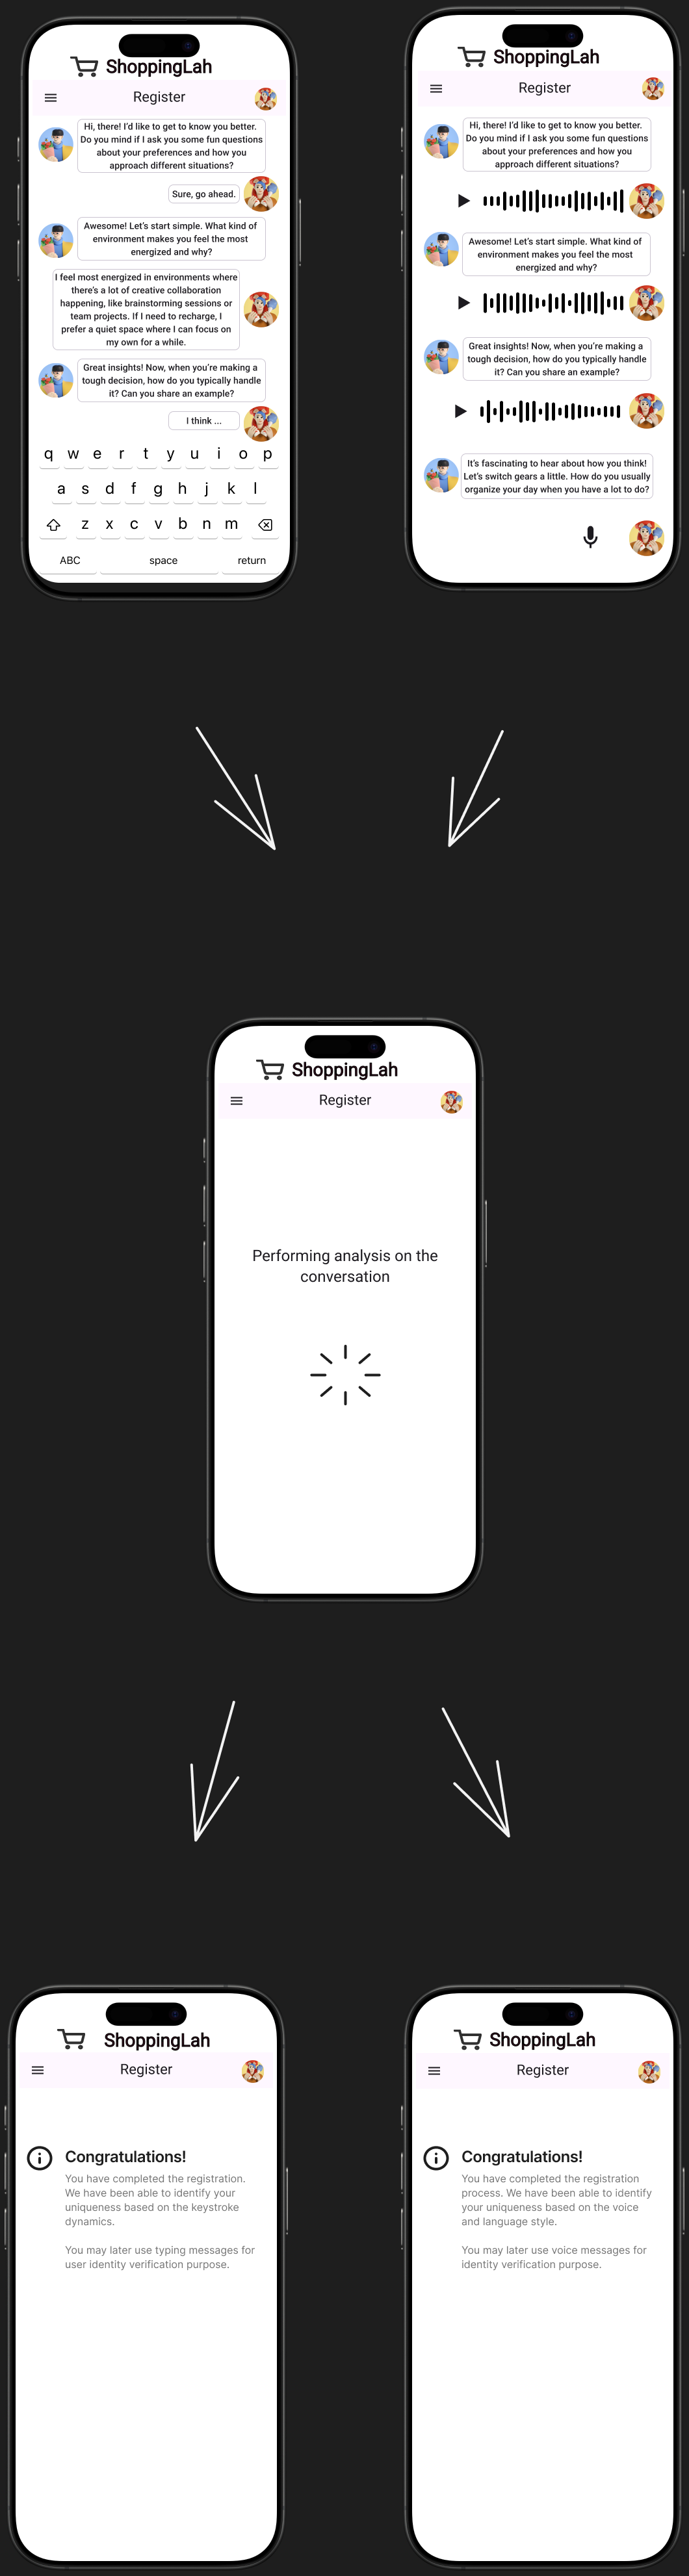 ShoppingLah
Register
Hi, there! I'd like to get to know you better.
Do you mind if I ask you some fun questions
about your preferences and how you
approach different situations?
Sure, go ahead.
Awesome! Let's start simple. What kind of
environment makes you feel the most
energized and why?
I feel most energized in environments where
there's a lot of creative collaboration
happening, like brainstorming sessions or
team projects. If I need to recharge, I
prefer a quiet space where I can focus on
my own for a while.
Great insights! Now, when you're making a
tough decision, how do you typically handle
it? Can you share an example?
I think ...
q w e r t y u i o p
a s d f g h j k l
z x c v b n m
ABC space return
ShoppingLah
Register
Hi, there! I'd like to get to know you better.
Do you mind if I ask you some fun questions
about your preferences and how you
approach different situations?
Awesome! Let's start simple. What kind of
environment makes you feel the most
energized and why?
Great insights! Now, when you're making a
tough decision, how do you typically handle
it? Can you share an example?
It's fascinating to hear about how you think!
Let's switch gears a little. How do you usually
organize your day when you have a lot to do?
ShoppingLah
Register
Performing analysis on the
conversation
ShoppingLah
Register
Congratulations!
You have completed the registration.
We have been able to identify your
uniqueness based on the keystroke
dynamics.
You may later use typing messages for
user identity verification purpose.
ShoppingLah
Register
Congratulations!
You have completed the registration
process. We have been able to identify
your uniqueness based on the voice
and language style.
You may later use voice messages for
identity verification purpose.